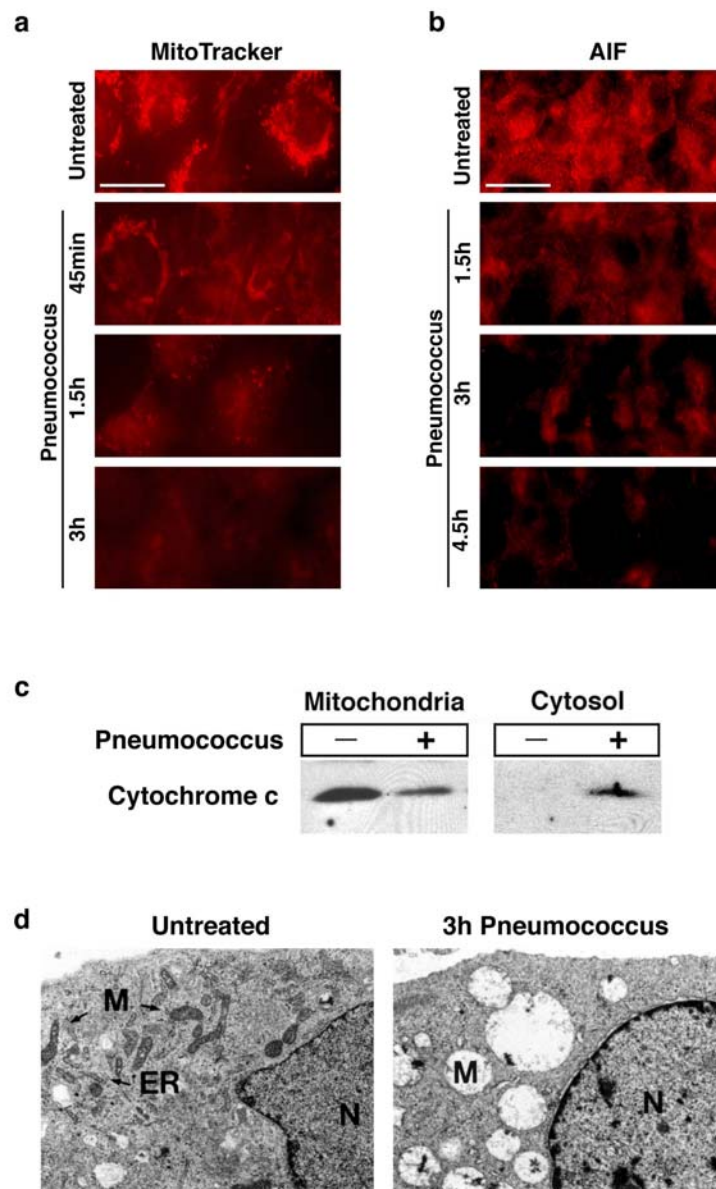 a
MitoTracker
Untreated
Pneumococcus
45min
1.5h
3h
b
AIF
Untreated
Pneumococcus
1.5h
3h
4.5h
c
Mitochondria Cytosol
Pneumococcus — + — +
Cytochrome c
d
Untreated 3h Pneumococcus
M
ER
N
M
N